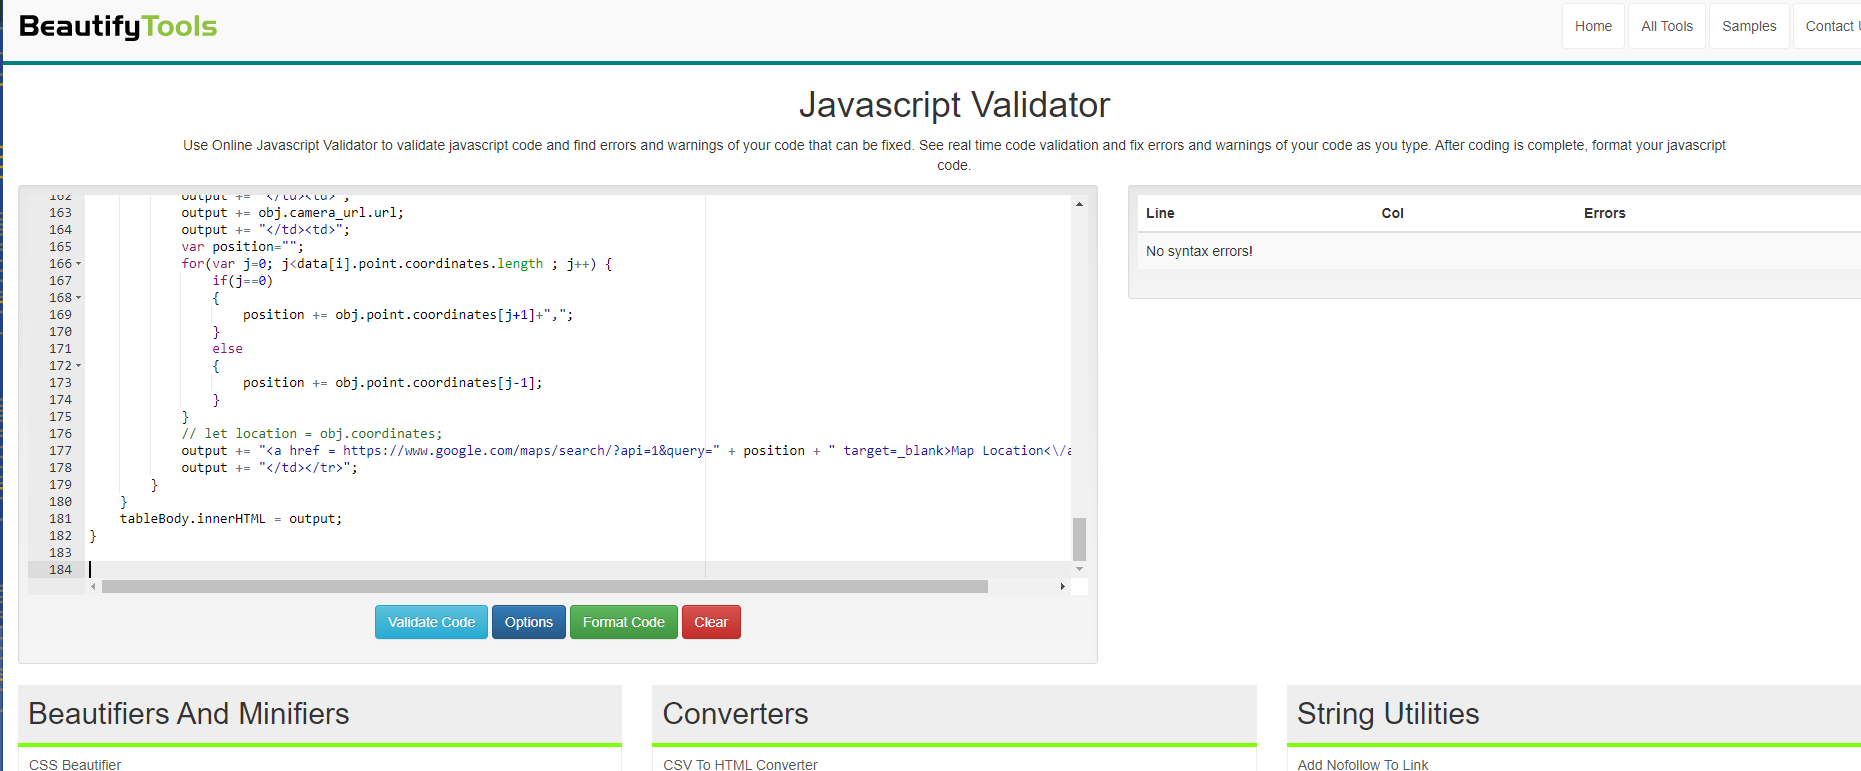 BeautifyTools
Home
All Tools
Samples
Contact
Javascript Validator
Use Online Javascript Validator to validate javascript code and find errors and warnings of your code that can be fixed. See real time code validation and fix errors and warnings of your code as you type. After coding is complete, format your javascript
code.
162 output += "</td><td>";
163 output += obj.camera_url.url;
164 output += "</td><td>";
165 var position="";
166 for(var j=0; j<data[i].point.coordinates.length ; j++) {
167 if(j==0)
168 {
169 position += obj.point.coordinates[j+1]+",";
170 }
171 else
172 {
173 position += obj.point.coordinates[j-1];
174 }
175 }
176 // let location = obj.coordinates;
177 output += "<a href = https://www.google.com/maps/search/?api=1&query=" + position + " target=_blank>Map Location<\/a
178 output += "</td></tr>";
179 }
180 }
181 tableBody.innerHTML = output;
182 }
183
184
Validate Code
Options
Format Code
Clear
Line Col Errors
No syntax errors!
Beautifiers And Minifiers
CSS Beautifier
Converters
CSV To HTML Converter
String Utilities
Add Nofollow To Link